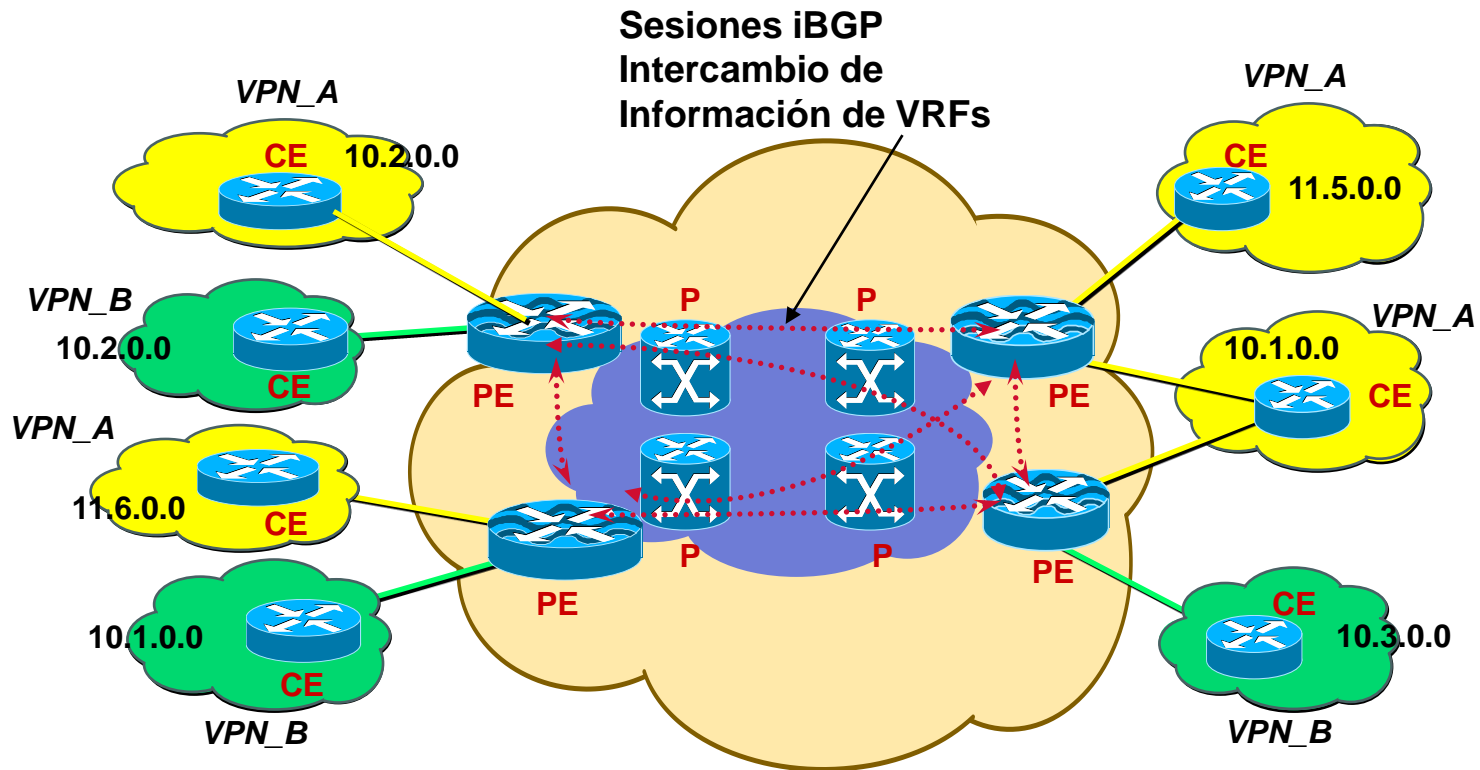 Sesiones iBGP
Intercambio de
Información de VRFs
VPN_A
CE 10.2.0.0
VPN_A
CE
11.5.0.0
VPN_B
10.2.0.0
CE
P
P
VPN_A
10.1.0.0
CE
PE
PE
VPN_A
11.6.0.0
CE
P
P
PE
PE
10.1.0.0
CE
VPN_B
CE
10.3.0.0
VPN_B